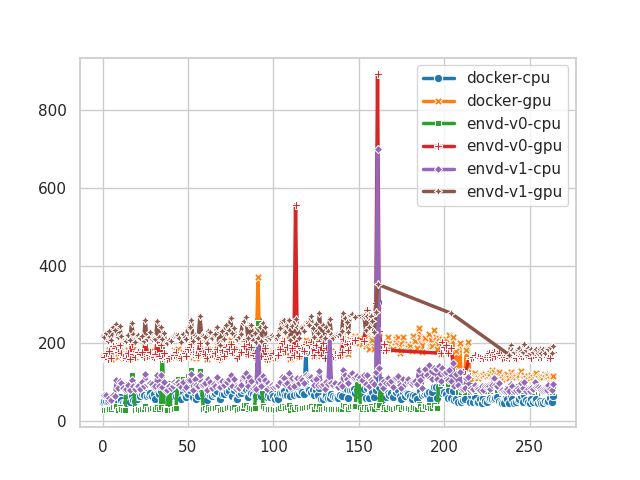 docker-cpu
docker-gpu
envd-v0-cpu
envd-v0-gpu
envd-v1-cpu
envd-v1-gpu
800
600
400
200
0
0 50 100 150 200 250